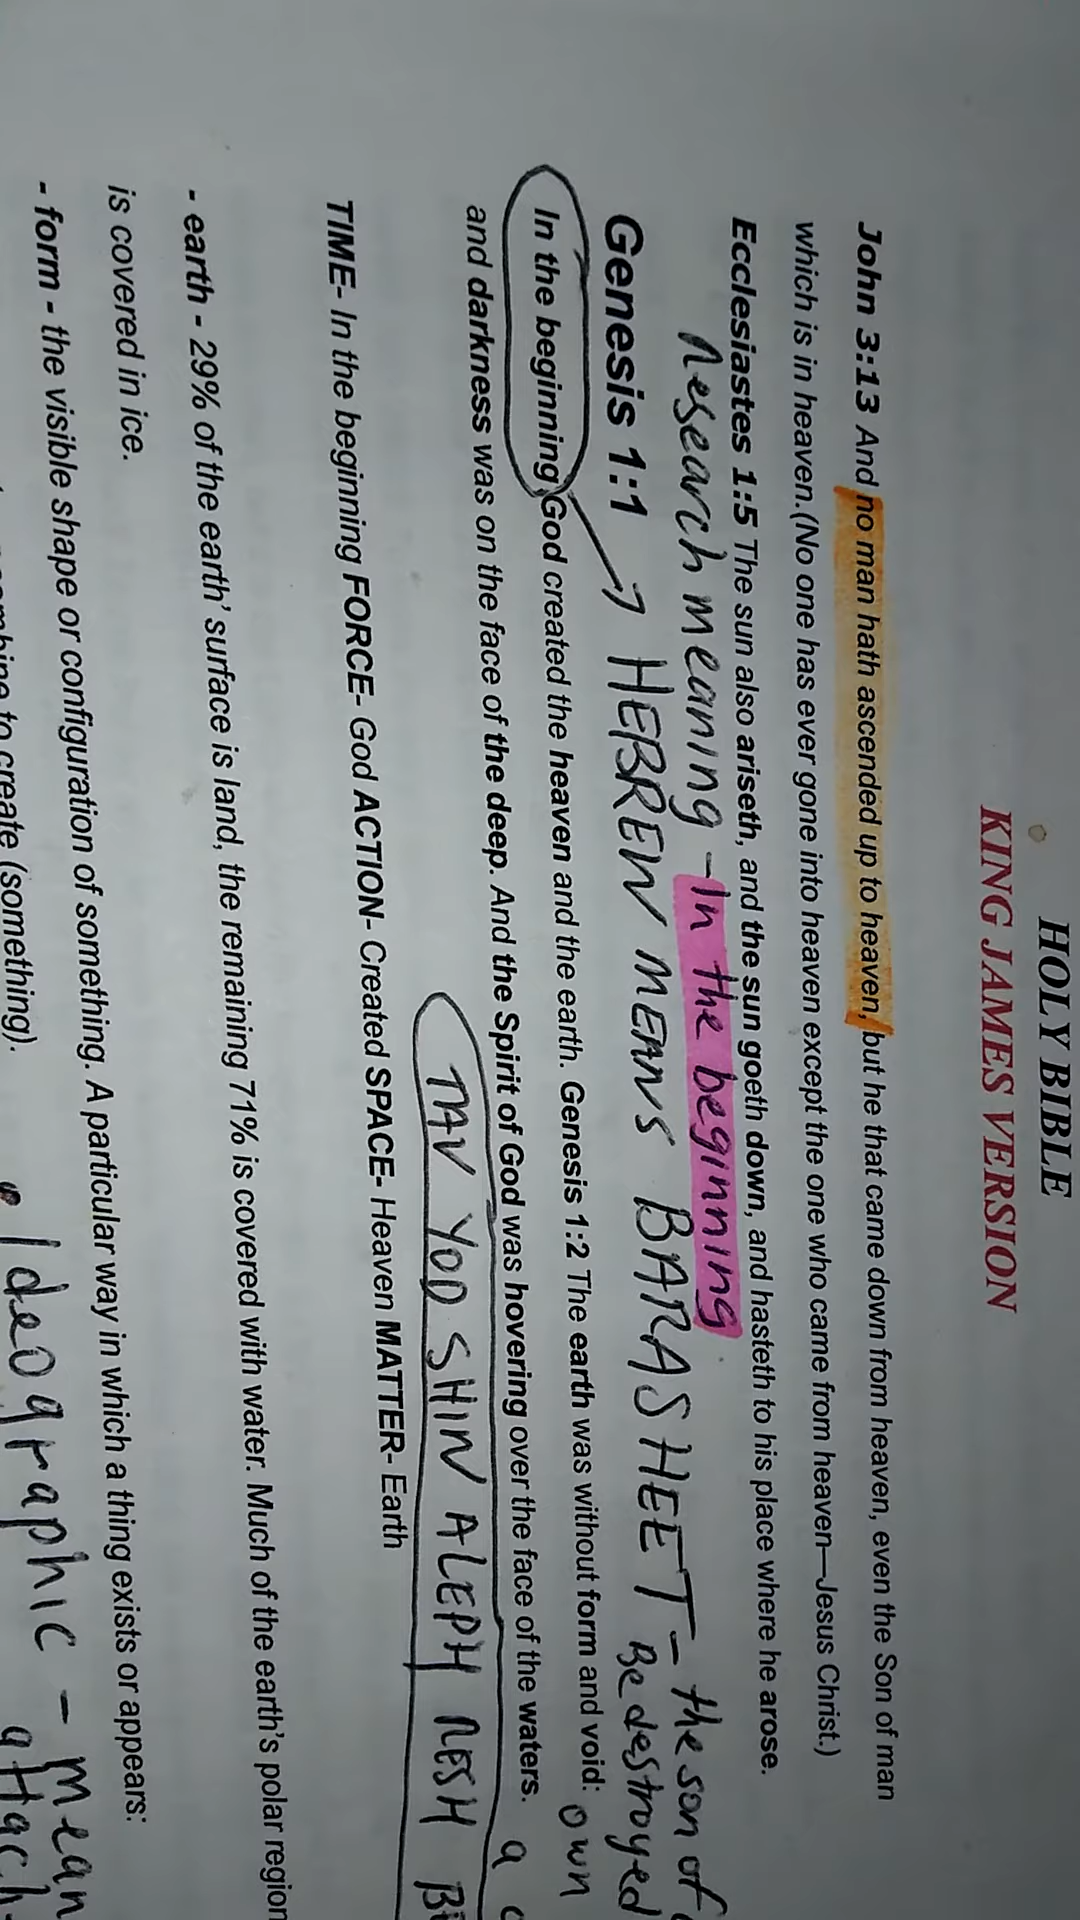 HOLY BIBLE
KING JAMES VERSION
John 3:13 And no man hath ascended up to heaven, but he that came down from heaven, even the Son of man
which is in heaven.(No one has ever gone into heaven except the one who came from heaven—Jesus Christ.)
Ecclesiastes 1:5 The sun also ariseth, and the sun goeth down, and hasteth to his place where he arose.
Research meaning - In the beginning
the son of
Genesis 1:1 HEBREW MEANS BARASHEET - Be destroyed
In the beginning God created the heaven and the earth. Genesis 1:2 The earth was without form and void: own
and darkness was on the face of the deep. And the Spirit of God was hovering over the face of the waters. a
TAV YOD SHIN ALEPH RESH
TIME- In the beginning FORCE- God ACTION- Created SPACE- Heaven MATTER- Earth
- earth - 29% of the earth' surface is land, the remaining 71% is covered with water. Much of the earth's polar region
is covered in ice.
- form - the visible shape or configuration of something. A particular way in which a thing exists or appears:
to create (something).
Ideographic - mean